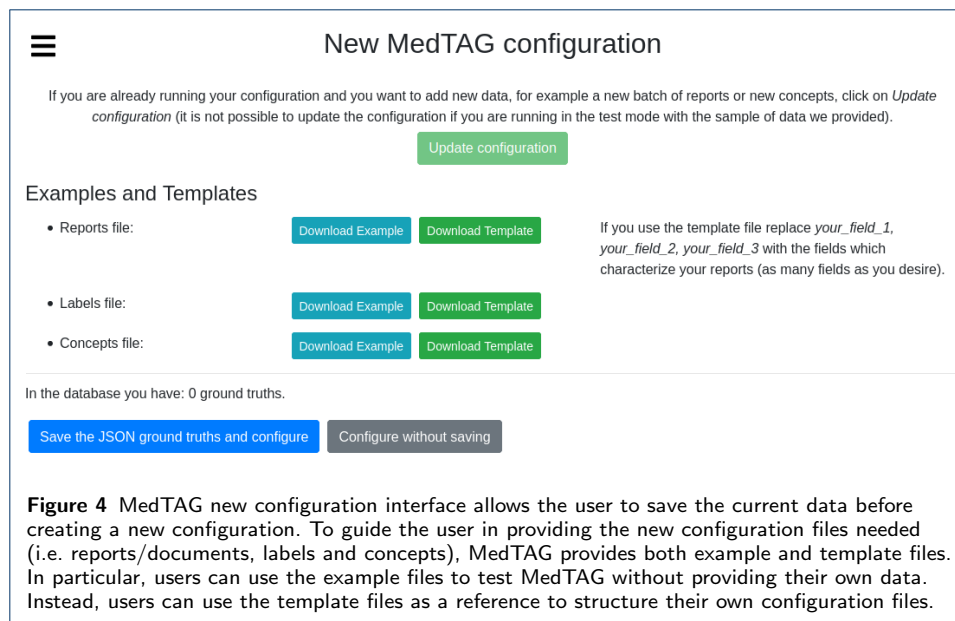 New MedTAG configuration
If you are already running your configuration and you want to add new data, for example a new batch of reports or new concepts, click on Update
configuration (it is not possible to update the configuration if you are running in the test mode with the sample of data we provided).
Update configuration
Examples and Templates
• Reports file:
Download Example
Download Template
If you use the template file replace your_field_1,
your_field_2, your_field_3 with the fields which
characterize your reports (as many fields as you desire).
• Labels file:
Download Example
Download Template
• Concepts file:
Download Example
Download Template
In the database you have: 0 ground truths.
Save the JSON ground truths and configure
Configure without saving
Figure 4 MedTAG new configuration interface allows the user to save the current data before
creating a new configuration. To guide the user in providing the new configuration files needed
(i.e. reports/documents, labels and concepts), MedTAG provides both example and template files.
In particular, users can use the example files to test MedTAG without providing their own data.
Instead, users can use the template files as a reference to structure their own configuration files.